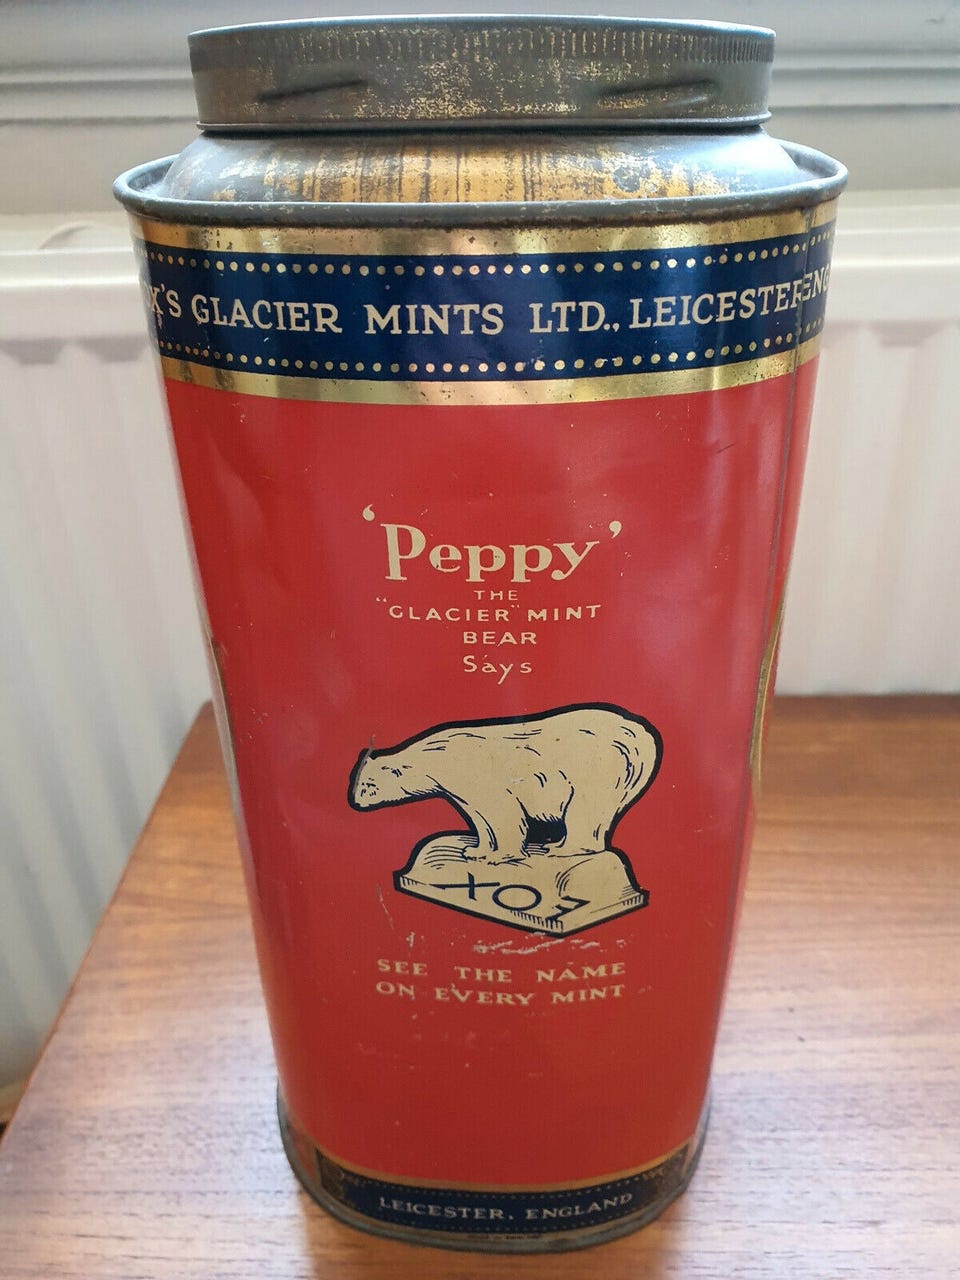 X'S GLACIER MINTS LTD., LEICESTER ENG
'Peppy'
THE
"GLACIER" MINT
BEAR
Says
FOX
SEE THE NAME
ON EVERY MINT
LEICESTER, ENGLAND